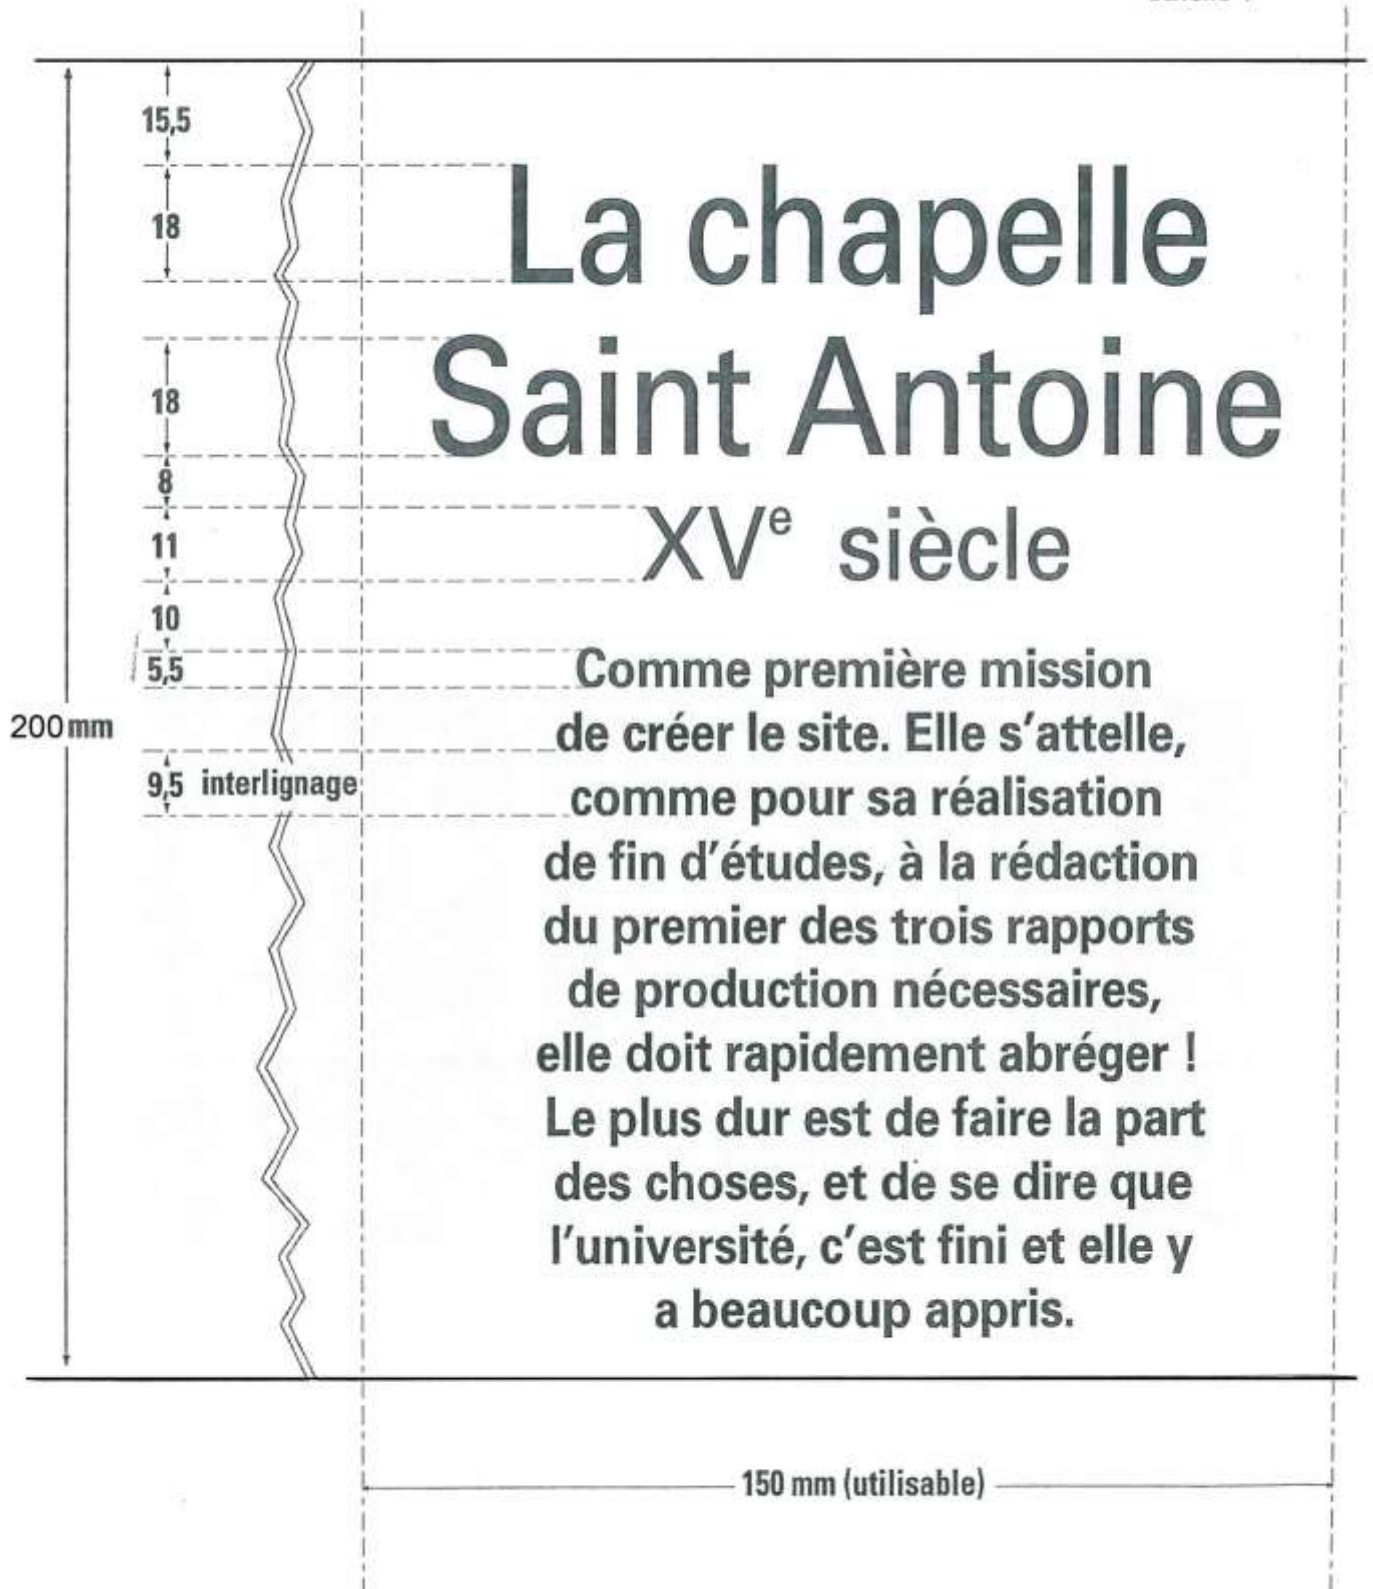 15,5
18
La chapelle
18
Saint Antoine
8
11
XVe siècle
10
5,5
Comme première mission
200 mm
de créer le site. Elle s'attelle,
9,5 interlignage
comme pour sa réalisation
de fin d'études, à la rédaction
du premier des trois rapports
de production nécessaires,
elle doit rapidement abréger !
Le plus dur est de faire la part
des choses, et de se dire que
l'université, c'est fini et elle y
a beaucoup appris.
150 mm (utilisable)